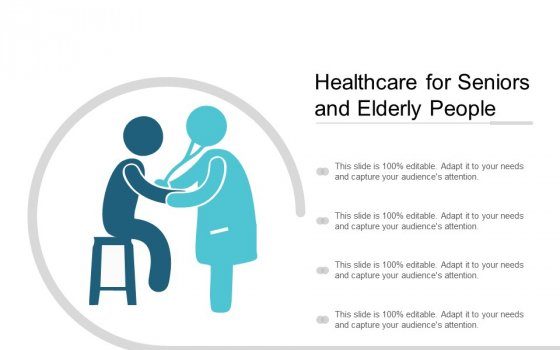 Healthcare for Seniors
and Elderly People
This slide is 100% editable. Adapt it to your needs
and capture your audience's attention.
This slide is 100% editable. Adapt it to your needs
and capture your audience's attention.
This slide is 100% editable. Adapt it to your needs
and capture your audience's attention.
This slide is 100% editable. Adapt it to your needs
and capture your audience's attention.